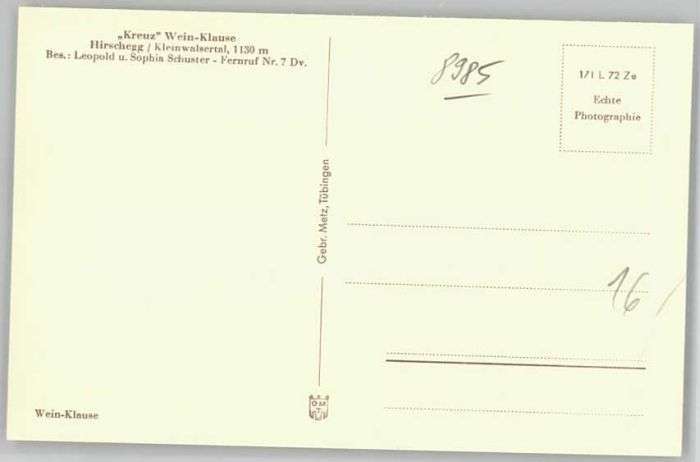 „Kreuz" Wein-Klause
Hirschegg / Kleinwalsertal, 1130 m
Bes.: Leopold u. Sophia Schuster - Fernruf Nr. 7 Dv.
8985
1/1 L 72 Ze
Echte
Photographie
Gebr. Metz, Tübingen
16
Wein-Klause